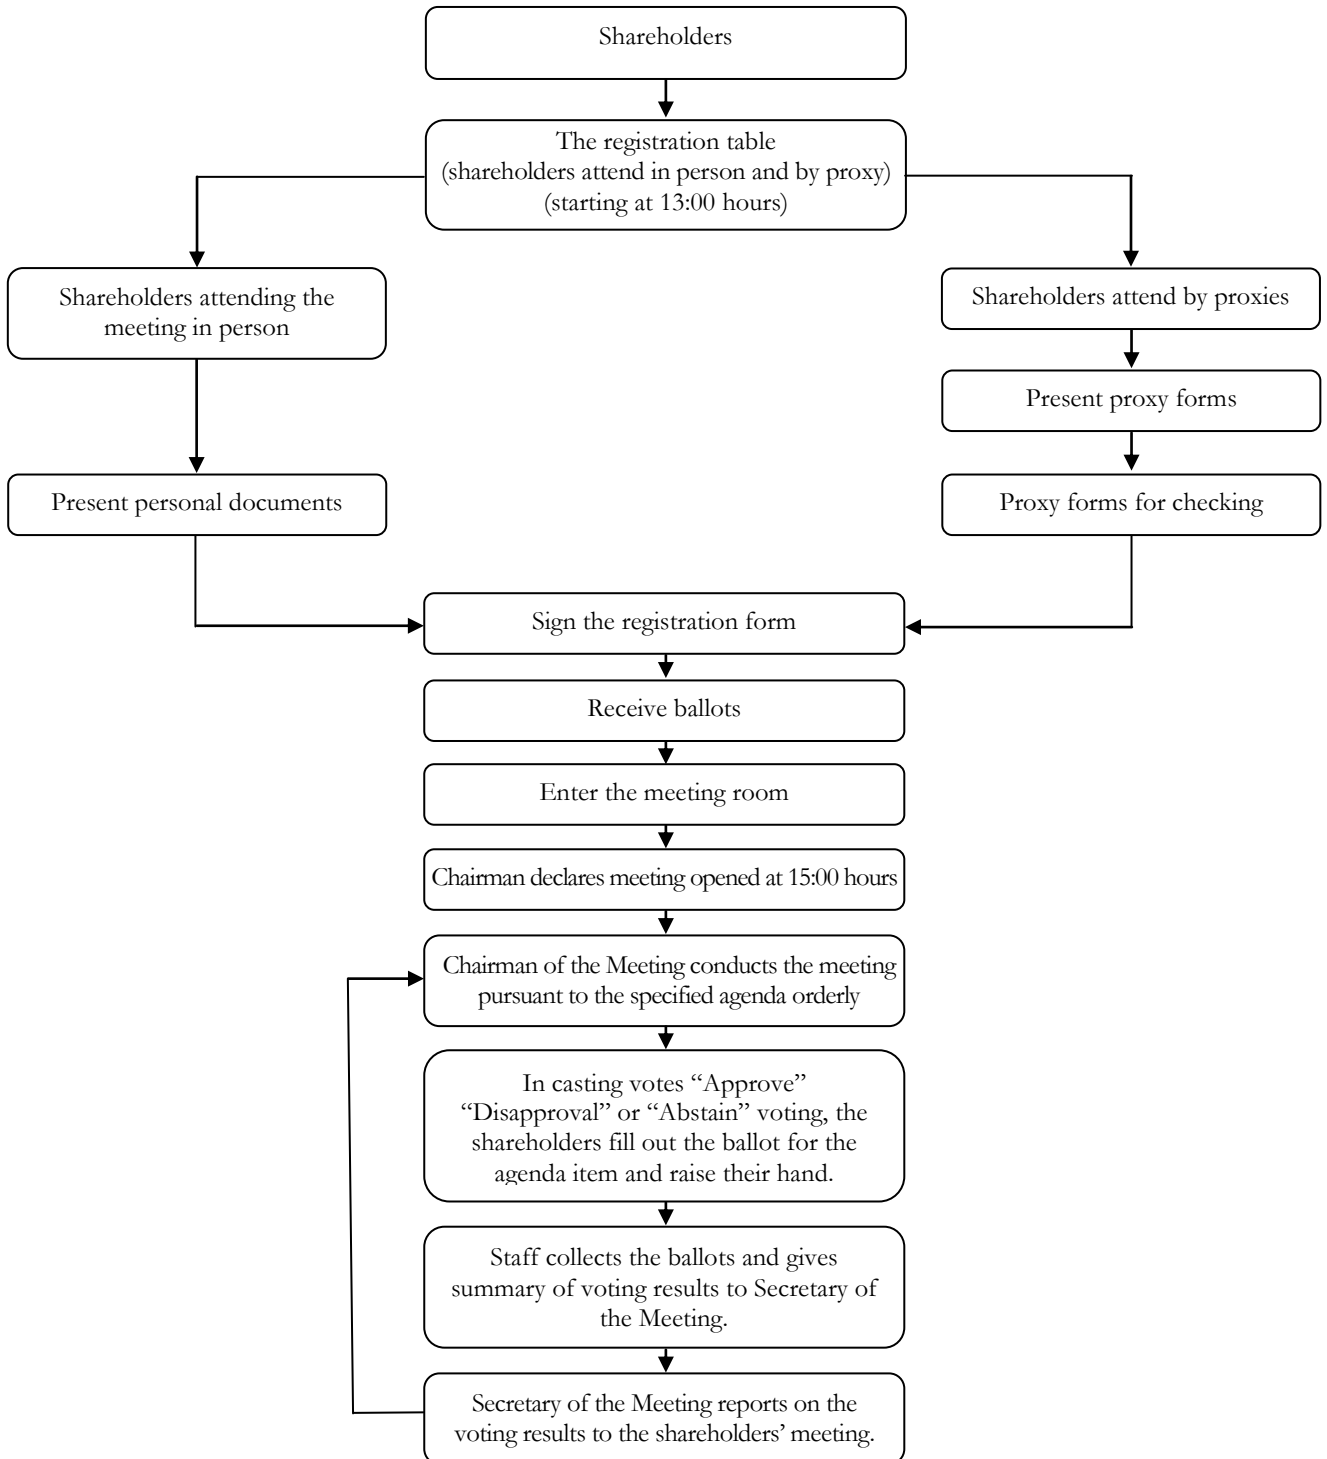 Shareholders
The registration table
(shareholders attend in person and by proxy)
(starting at 13:00 hours)
Shareholders attending the
meeting in person
Shareholders attend by proxies
Present proxy forms
Present personal documents
Proxy forms for checking
Sign the registration form
Receive ballots
Enter the meeting room
Chairman declares meeting opened at 15:00 hours
Chairman of the Meeting conducts the meeting
pursuant to the specified agenda orderly
In casting votes “Approve”
“Disapproval” or “Abstain” voting, the
shareholders fill out the ballot for the
agenda item and raise their hand.
Staff collects the ballots and gives
summary of voting results to Secretary of
the Meeting.
Secretary of the Meeting reports on the
voting results to the shareholders’ meeting.